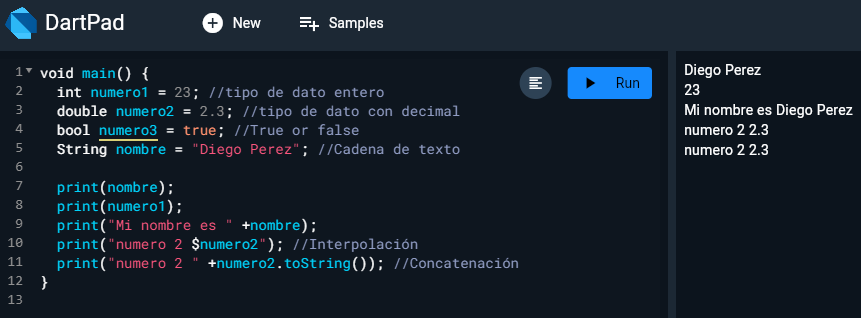 DartPad
New
Samples
1 void main() {
2 int numero1 = 23; //tipo de dato entero
3 double numero2 = 2.3; //tipo de dato con decimal
4 bool numero3 = true; //True or false
5 String nombre = "Diego Perez"; //Cadena de texto
6
7 print(nombre);
8 print(numero1);
9 print("Mi nombre es " +nombre);
10 print("numero 2 $numero2"); //Interpolación
11 print("numero 2 " +numero2.toString()); //Concatenación
12 }
13
Run
Diego Perez
23
Mi nombre es Diego Perez
numero 2 2.3
numero 2 2.3